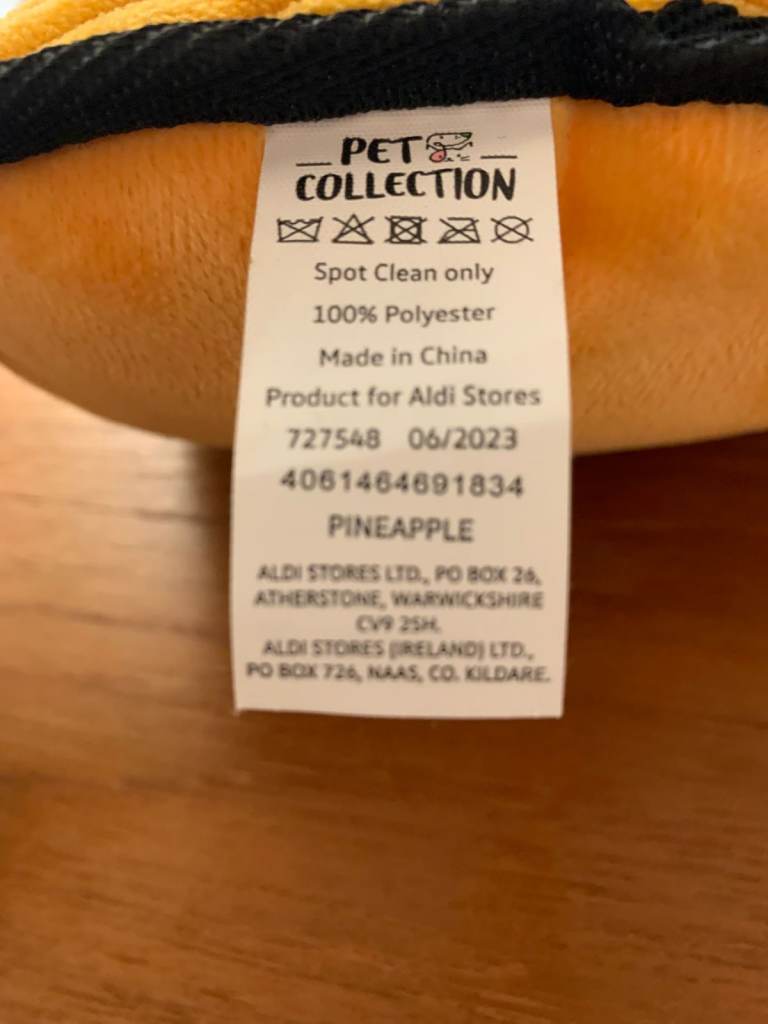 PET
COLLECTION
Spot Clean only
100% Polyester
Made in China
Product for Aldi Stores
727548 06/2023
4061464691834
PINEAPPLE
ALDI STORES LTD., PO BOX 26,
ATHERSTONE, WARWICKSHIRE
CV9 2SH.
ALDI STORES (IRELAND) LTD.,
PO BOX 726, NAAS, CO. KILDARE.